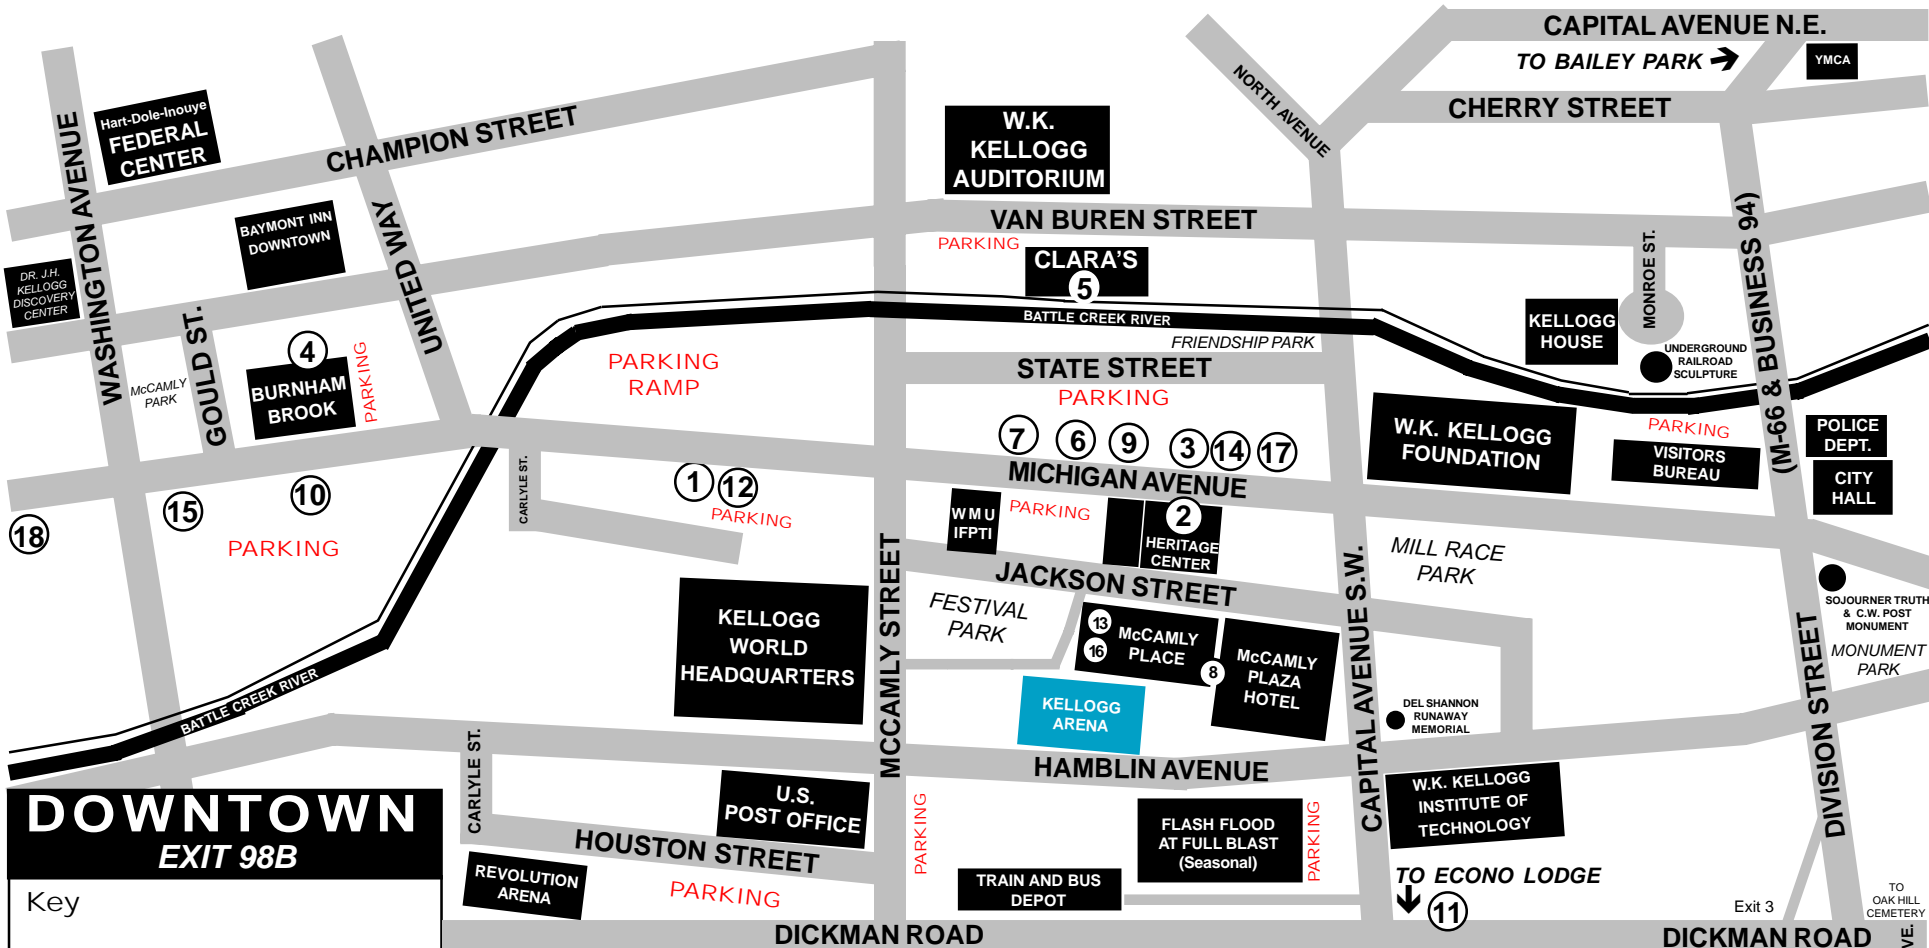 CAPITAL AVENUE N.E.
TO BAILEY PARK
YMCA
NORTH AVENUE
CHERRY STREET
Hart-Dole-Inouye
FEDERAL
CENTER
WASHINGTON AVENUE
CHAMPION STREET
W.K.
KELLOGG
AUDITORIUM
BAYMONT INN
DOWNTOWN
UNITED WAY
VAN BUREN STREET
PARKING
CLARA'S
5
MONROE ST.
(M-66 & BUSINESS 94)
DR. J.H.
KELLOGG
DISCOVERY
CENTER
GOULD ST.
BATTLE CREEK RIVER
FRIENDSHIP PARK
KELLOGG
HOUSE
UNDERGROUND
RAILROAD
SCULPTURE
4
BURNHAM
BROOK
PARKING
McCAMLY
PARK
PARKING
RAMP
STATE STREET
PARKING
7
6
9
3
14
17
MICHIGAN AVENUE
W.K. KELLOGG
FOUNDATION
PARKING
VISITORS
BUREAU
POLICE
DEPT.
CITY
HALL
CARLYLE ST.
1
12
PARKING
18
15
10
PARKING
WMU
IFPTI
PARKING
2
HERITAGE
CENTER
JACKSON STREET
MILL RACE
PARK
SOJOURNER TRUTH
& C.W. POST
MONUMENT
MONUMENT
PARK
KELLOGG
WORLD
HEADQUARTERS
MCCAMLY STREET
FESTIVAL
PARK
13
16
McCAMLY
PLACE
8
McCAMLY
PLAZA
HOTEL
KELLOGG
ARENA
CAPITAL AVENUE S.W.
DEL SHANNON
RUNAWAY
MEMORIAL
DIVISION STREET
BATTLE CREEK RIVER
HAMBLIN AVENUE
CARLYLE ST.
U.S.
POST OFFICE
HOUSTON STREET
PARKING
FLASH FLOOD
AT FULL BLAST
(Seasonal)
PARKING
W.K. KELLOGG
INSTITUTE OF
TECHNOLOGY
DOWNTOWN
EXIT 98B
Key
REVOLUTION
ARENA
PARKING
TRAIN AND BUS
DEPOT
TO ECONO LODGE
11
Exit 3
TO
OAK HILL
CEMETERY
DICKMAN ROAD
DICKMAN ROAD
VE.